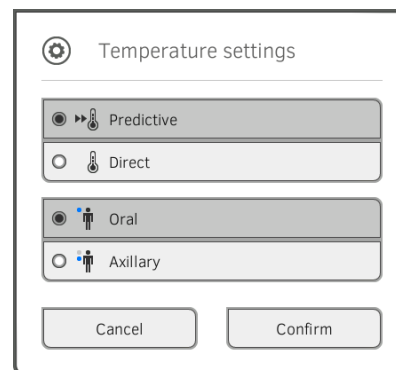 Temperature settings
Predictive
Direct
Oral
Axillary
Cancel Confirm